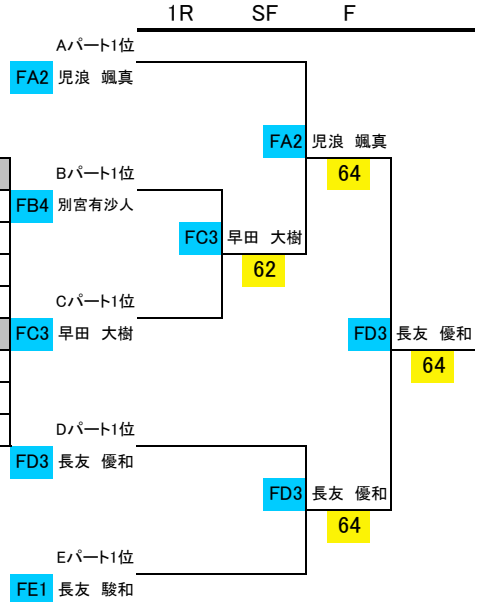 1R SF F
Aパート1位
FA2 児浪 颯真
FA2 児浪 颯真
64
Bパート1位
FB4 別宮有沙人
FC3 早田 大樹
62
Cパート1位
FC3 早田 大樹
FD3 長友 優和
64
Dパート1位
FD3 長友 優和
FD3 長友 優和
64
Eパート1位
FE1 長友 駿和